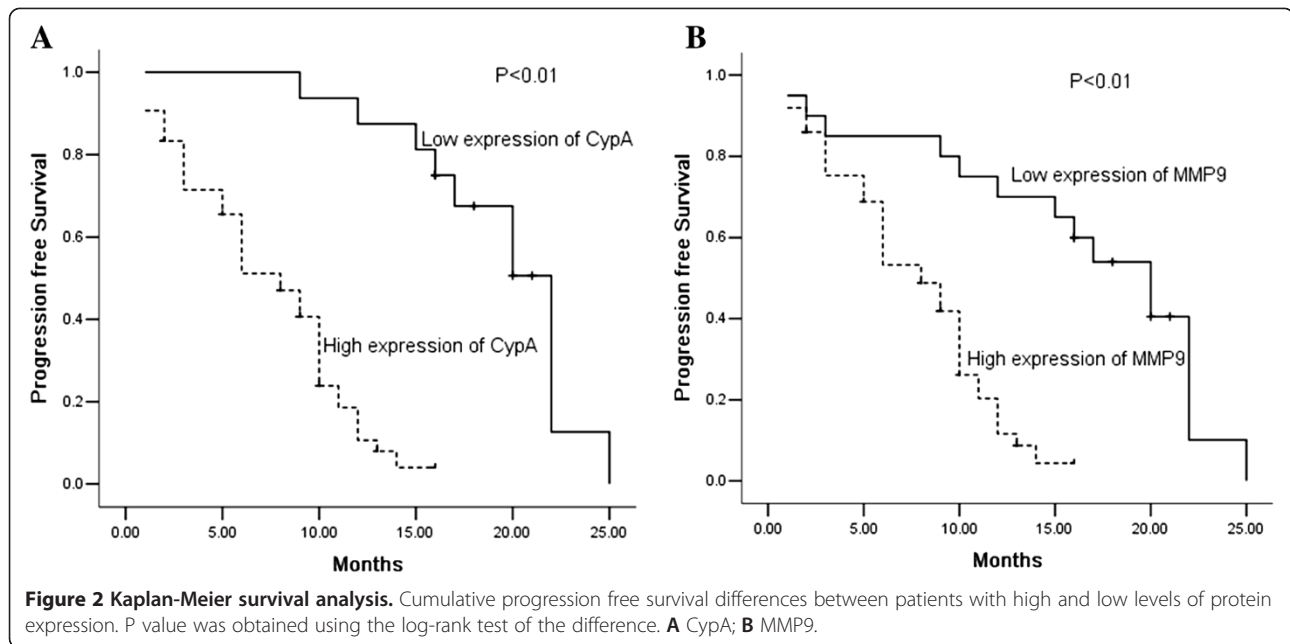 A
P<0.01
1.0
0.8
0.6
0.4
0.2
0.0
Progression free Survival
Low expression of CypA
High expression of CypA
0.00 5.00 10.00 15.00 20.00 25.00
Months
B
P<0.01
1.0
0.8
0.6
0.4
0.2
0.0
Progression free Survival
Low expression of MMP9
High expression of MMP9
0.00 5.00 10.00 15.00 20.00 25.00
Months
Figure 2 Kaplan-Meier survival analysis. Cumulative progression free survival differences between patients with high and low levels of protein
expression. P value was obtained using the log-rank test of the difference. A CypA; B MMP9.